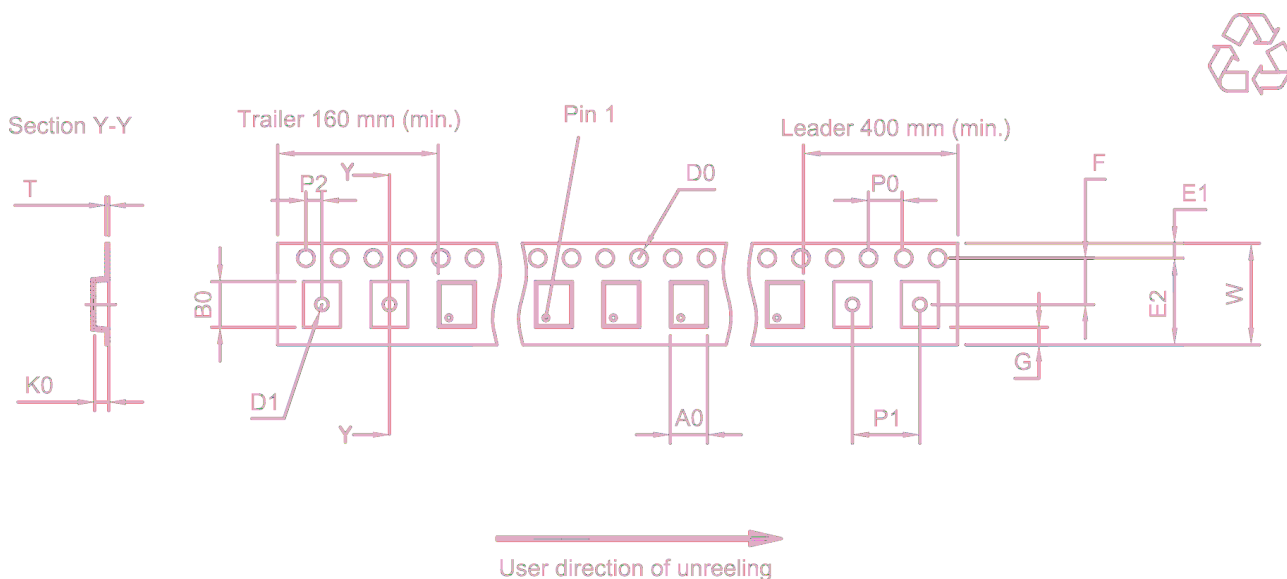 Section Y-Y
Trailer 160 mm (min.)
Pin 1
Leader 400 mm (min.)
T
P2
Y
D0
P0
F
E1
B0
E2
W
K0
D1
Y
A0
P1
G
User direction of unreeling